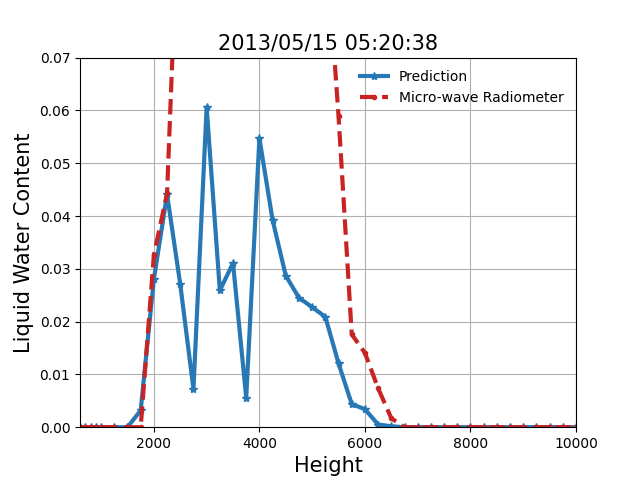 2013/05/15 05:20:38
Prediction
Micro-wave Radiometer
Liquid Water Content
0.07
0.06
0.05
0.04
0.03
0.02
0.01
0.00
2000 4000 6000 8000 10000
Height